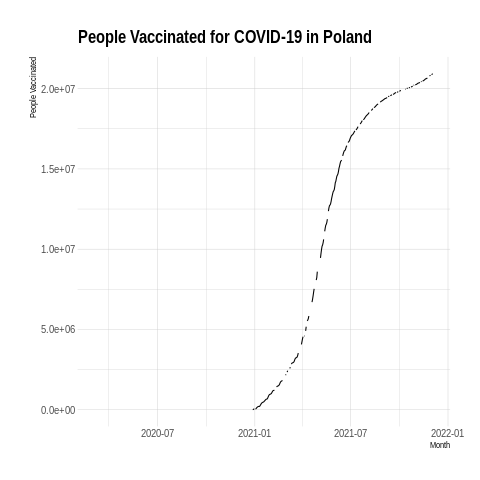 People Vaccinated for COVID-19 in Poland
People Vaccinated
2.0e+07
1.5e+07
1.0e+07
5.0e+06
0.0e+00
2020-07 2021-01 2021-07 2022-01
Month